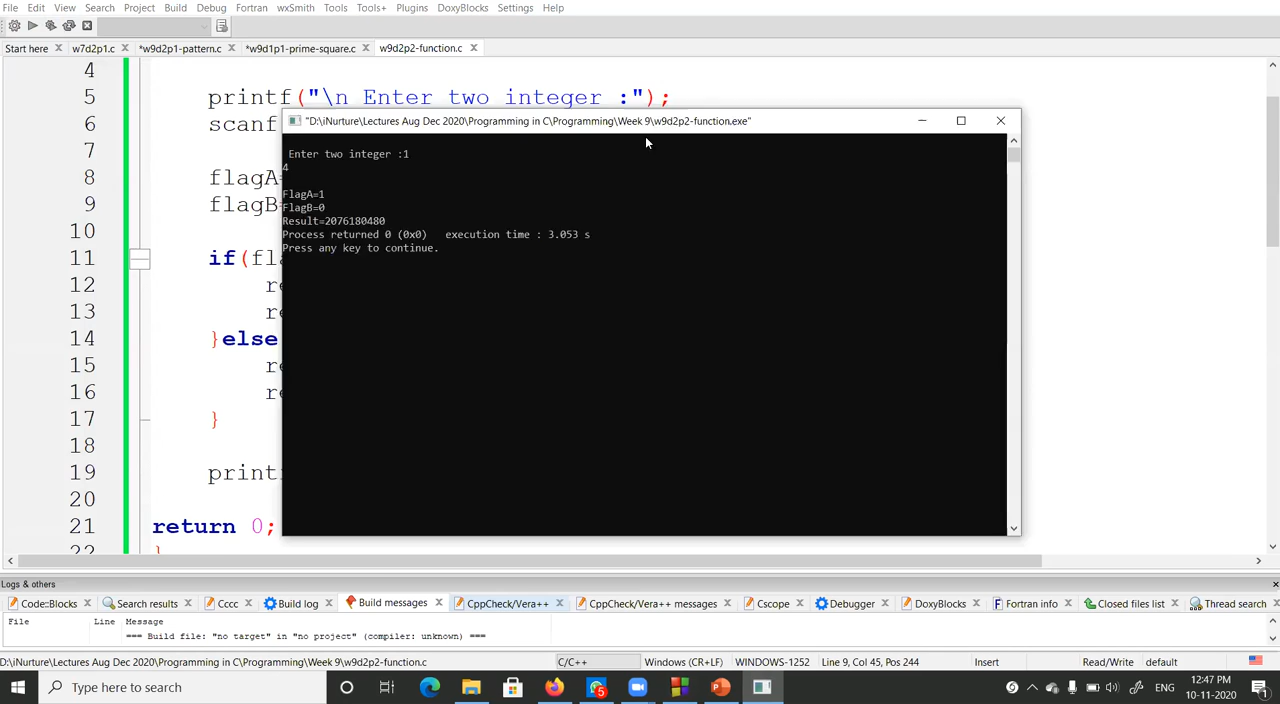 File Edit View Search Project Build Debug Fortran wxSmith Tools Tools+ Plugins DoxyBlocks Settings Help
Start here w7d2p1.c *w9d2p1-pattern.c *w9d1p1-prime-square.c w9d2p2-function.c
4
5 printf("\n Enter two integer :");
6 scanf
"D:\iNurture\Lectures Aug Dec 2020\Programming in C\Programming\Week 9\w9d2p2-function.exe"
7
Enter two integer :1
4
8 flagA
FlagA=1
9 flagB
FlagB=0
Result=2076180480
10
Process returned 0 (0x0) execution time : 3.053 s
Press any key to continue.
11 if(fla
12 re
13 re
14 }else
15 re
16 re
17 }
18
19 print
20
21 return 0;
22 }
Logs & others
Code::Blocks Search results Cccc Build log Build messages CppCheck/Vera++ CppCheck/Vera++ messages Cscope Debugger DoxyBlocks Fortran info Closed files list Thread search
File Line Message
=== Build file: "no target" in "no project" (compiler: unknown) ===
D:\iNurture\Lectures Aug Dec 2020\Programming in C\Programming\Week 9\w9d2p2-function.c C/C++ Windows (CR+LF) WINDOWS-1252 Line 9, Col 45, Pos 244 Insert Read/Write default
Type here to search 5 ENG 12:47 PM
10-11-2020 1